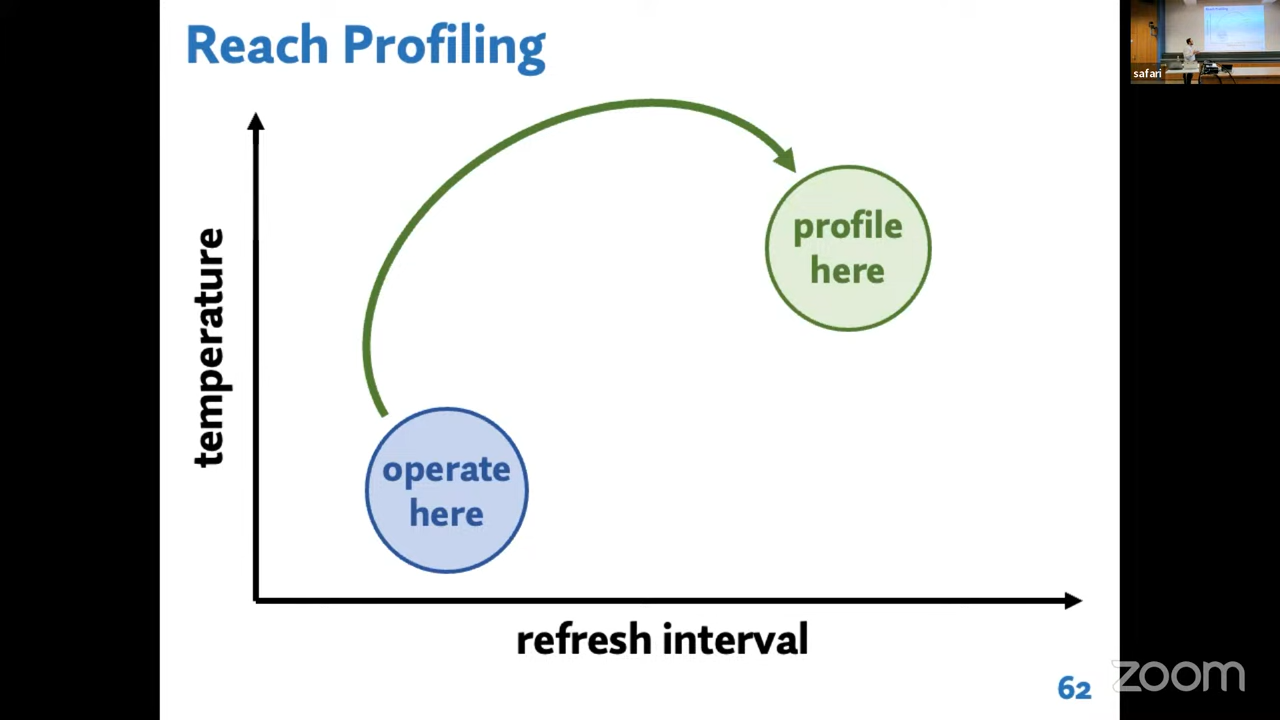 Reach Profiling
safari
temperature
profile
here
operate
here
refresh interval
62
zoom